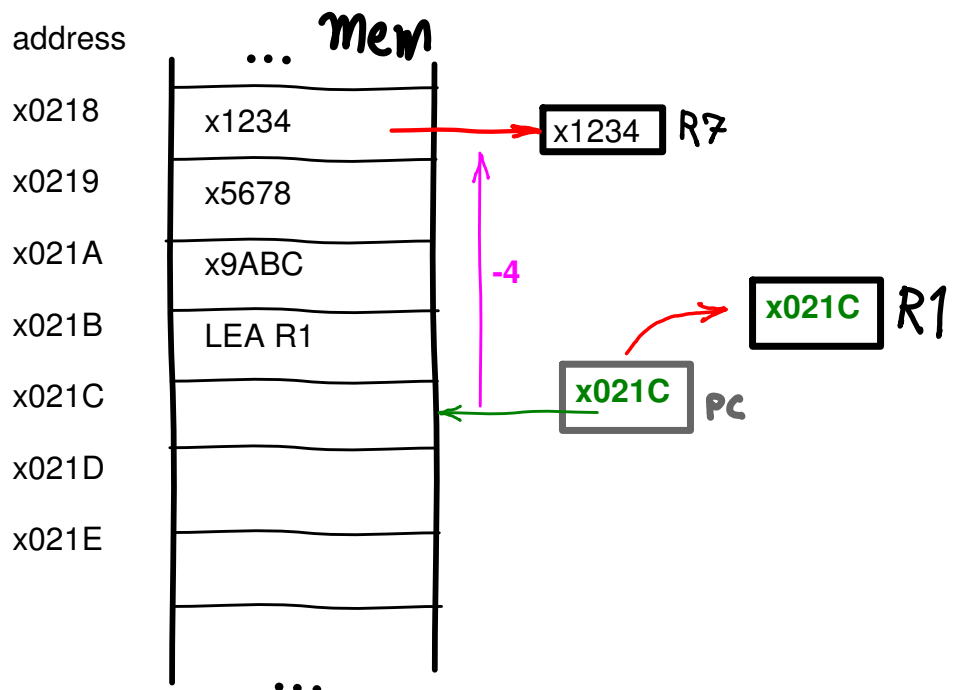 address ... Mem
x0218 x1234 x1234 R7
x0219 x5678
x021A x9ABC -4
x021B LEA R1 x021C R1
x021C x021C PC
x021D
x021E
...